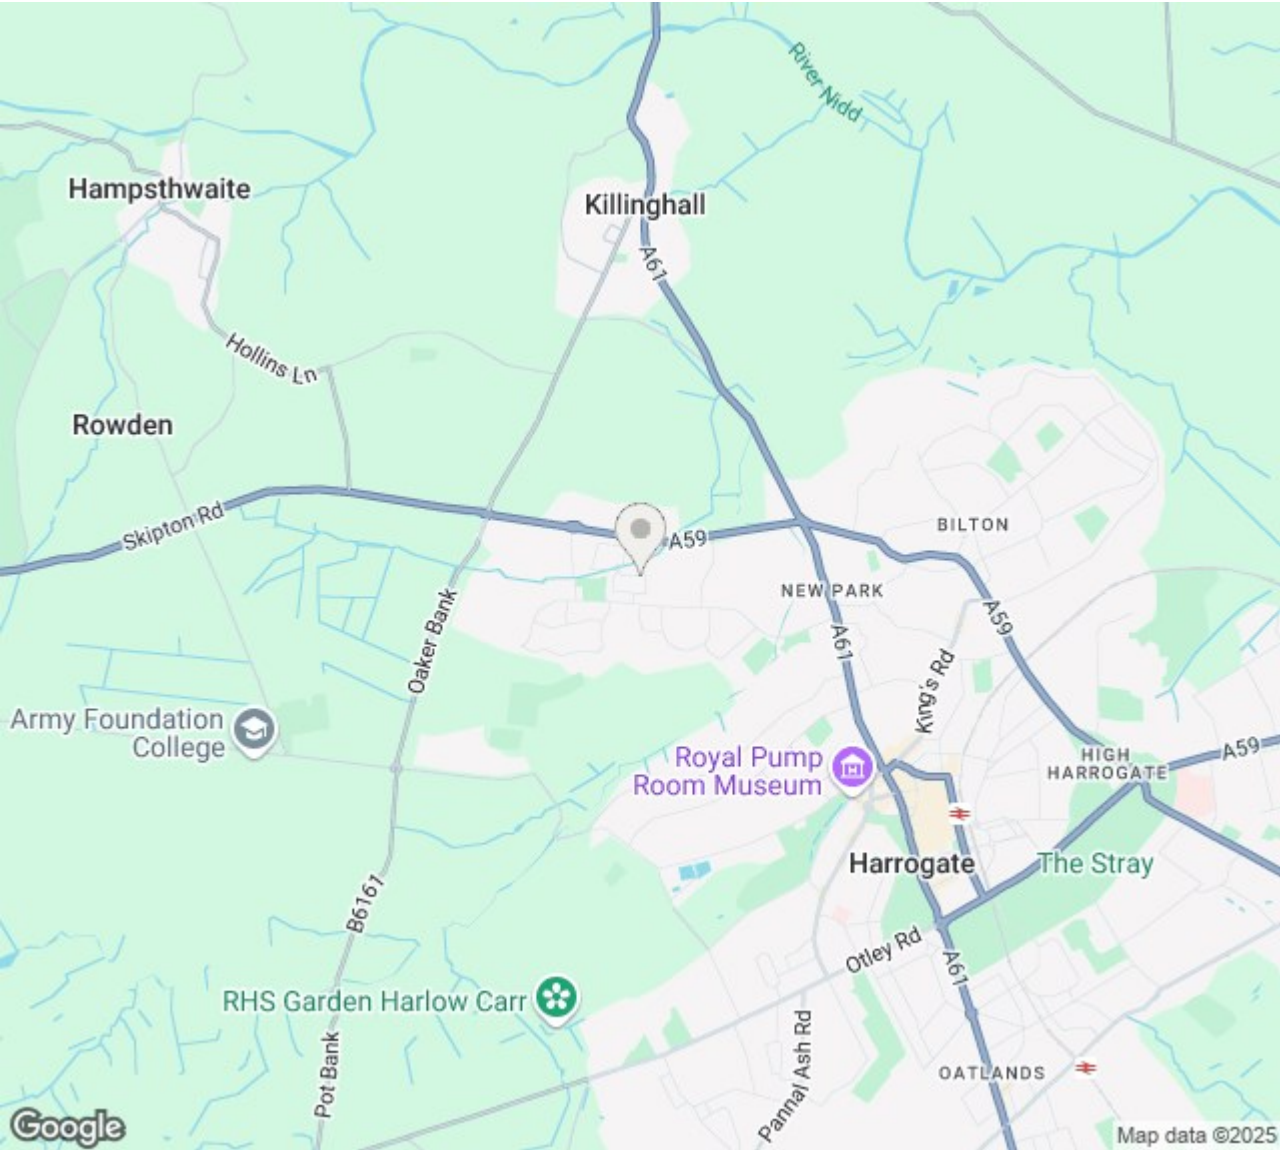 River Nidd
Hampsthwaite
Killinghall
A61
Hollins Ln
Rowden
Skipton Rd
A59
BILTON
NEW PARK
A59
A61
Oaker Bank
King's Rd
Army Foundation
College
Royal Pump
Room Museum
HIGH
HARROGATE
A59
Harrogate
The Stray
B6161
Otley Rd
A61
RHS Garden Harlow Carr
Pot Bank
Pannal Ash Rd
OATLANDS
Google
Map data ©2025